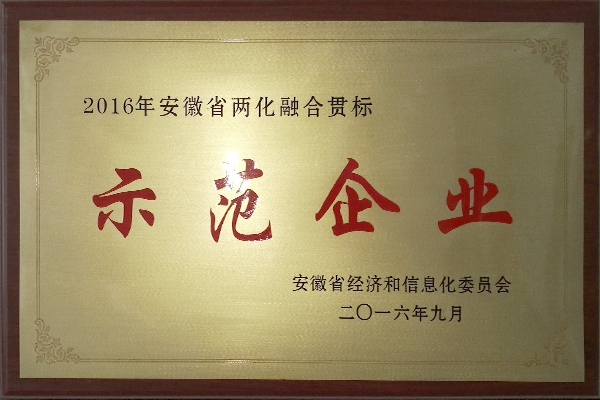 2016年安徽省两化融合贯标
示范企业
安徽省经济和信息化委员会
二〇一六年九月